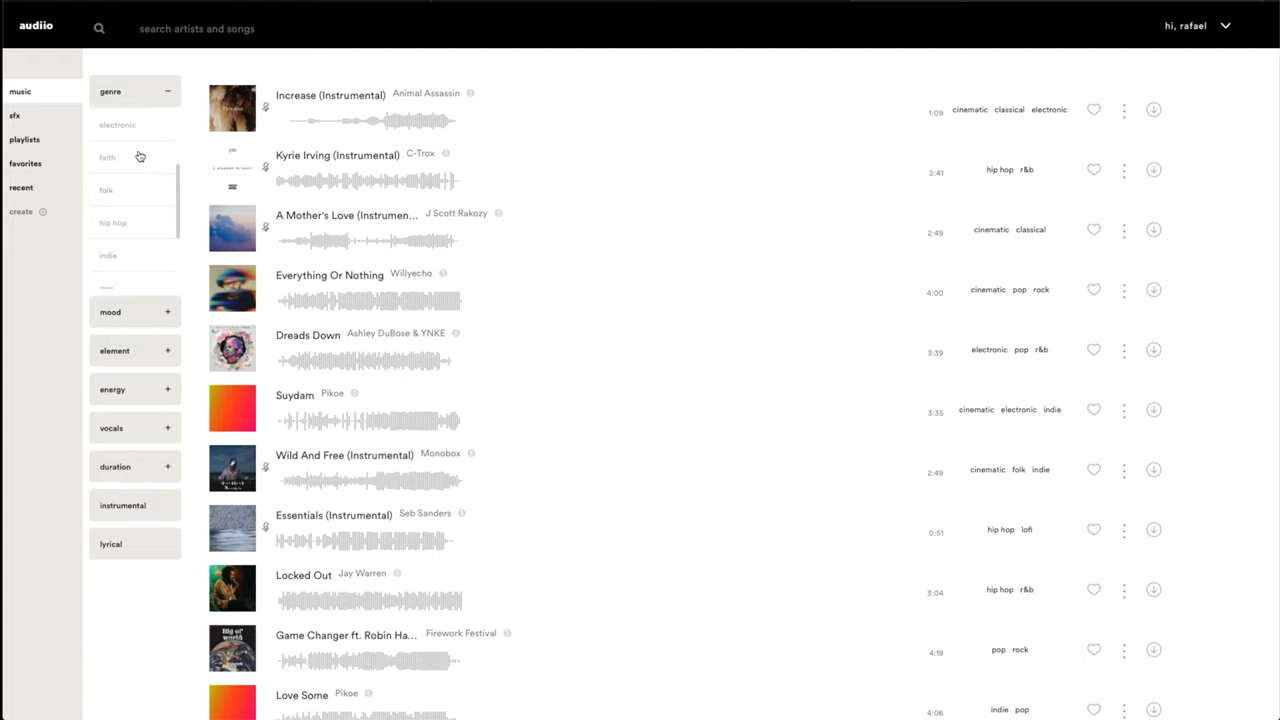 audiio
search artists and songs
hi, rafael
music
sfx
playlists
favorites
recent
create
genre
electronic
faith
folk
hip hop
indie
pop
mood
element
energy
vocals
duration
instrumental
lyrical
Increase (Instrumental) Animal Assassin
1:09 cinematic classical electronic
Kyrie Irving (Instrumental) C-Trox
2:41 hip hop r&b
A Mother's Love (Instrumen... J Scott Rakozy
2:49 cinematic classical
Everything Or Nothing Willyecho
4:00 cinematic pop rock
Dreads Down Ashley DuBose & YNKE
3:39 electronic pop r&b
Suydam Pikoe
3:35 cinematic electronic indie
Wild And Free (Instrumental) Monobox
2:49 cinematic folk indie
Essentials (Instrumental) Seb Sanders
0:51 hip hop lofi
Locked Out Jay Warren
3:04 hip hop r&b
Game Changer ft. Robin Ha... Firework Festival
4:19 pop rock
Love Some Pikoe
4:06 indie pop